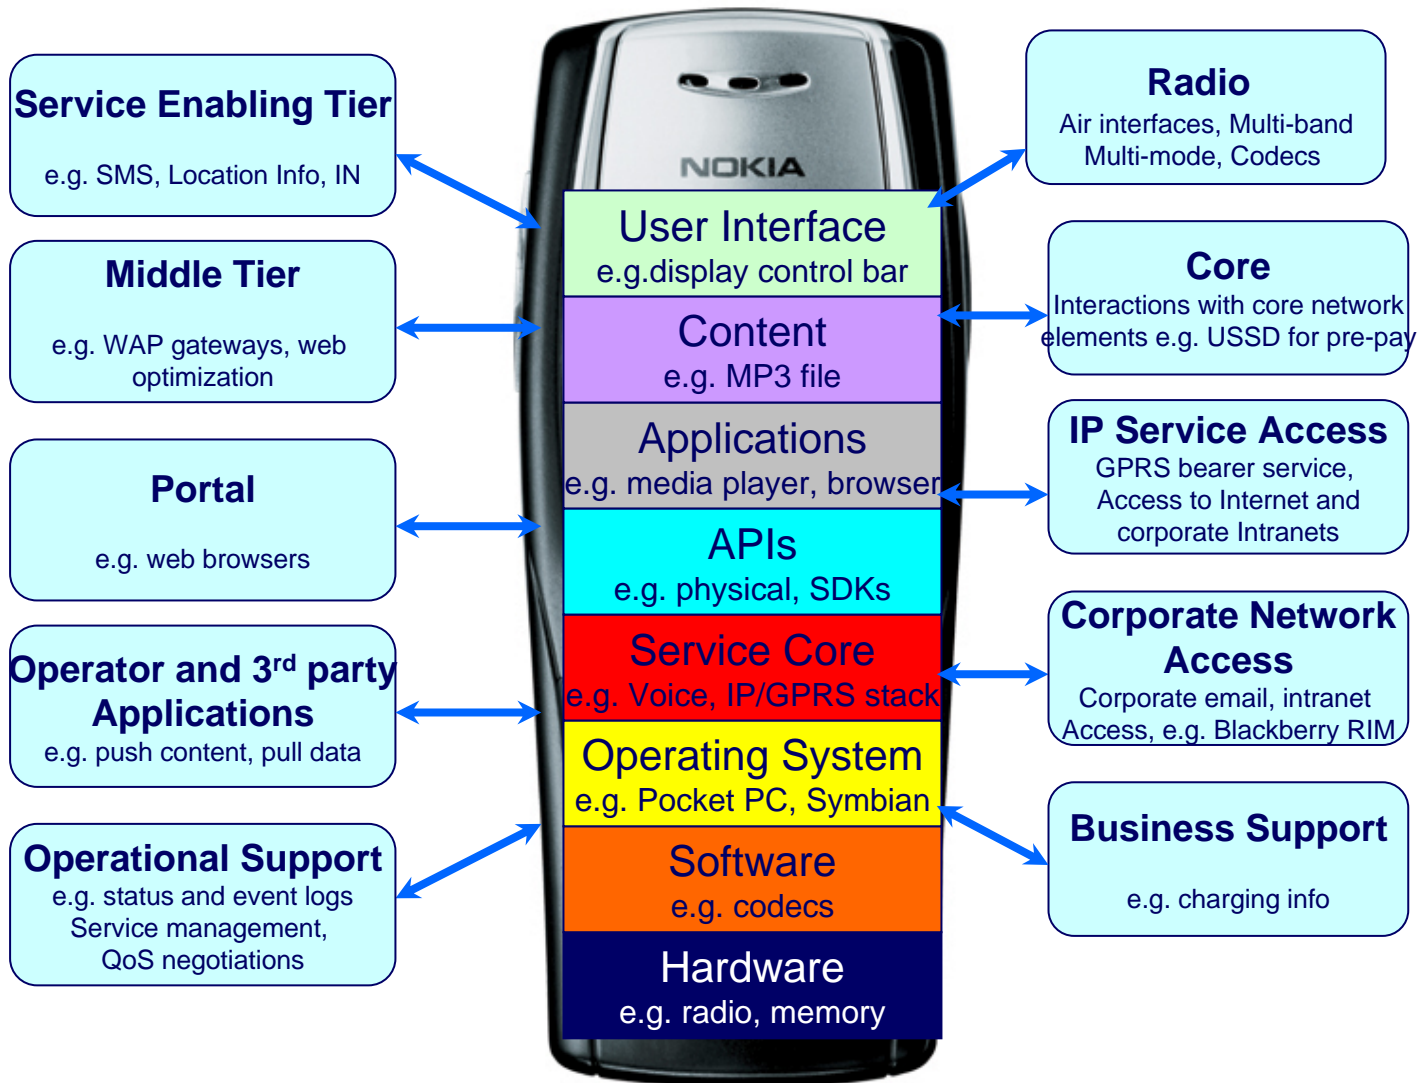 Service Enabling Tier
e.g. SMS, Location Info, IN
Middle Tier
e.g. WAP gateways, web
optimization
Portal
e.g. web browsers
Operator and 3rd party
Applications
e.g. push content, pull data
Operational Support
e.g. status and event logs
Service management,
QoS negotiations
NOKIA
User Interface
e.g.display control bar
Content
e.g. MP3 file
Applications
e.g. media player, browser
APIs
e.g. physical, SDKs
Service Core
e.g. Voice, IP/GPRS stack
Operating System
e.g. Pocket PC, Symbian
Software
e.g. codecs
Hardware
e.g. radio, memory
Radio
Air interfaces, Multi-band
Multi-mode, Codecs
Core
Interactions with core network
elements e.g. USSD for pre-pay
IP Service Access
GPRS bearer service,
Access to Internet and
corporate Intranets
Corporate Network
Access
Corporate email, intranet
Access, e.g. Blackberry RIM
Business Support
e.g. charging info